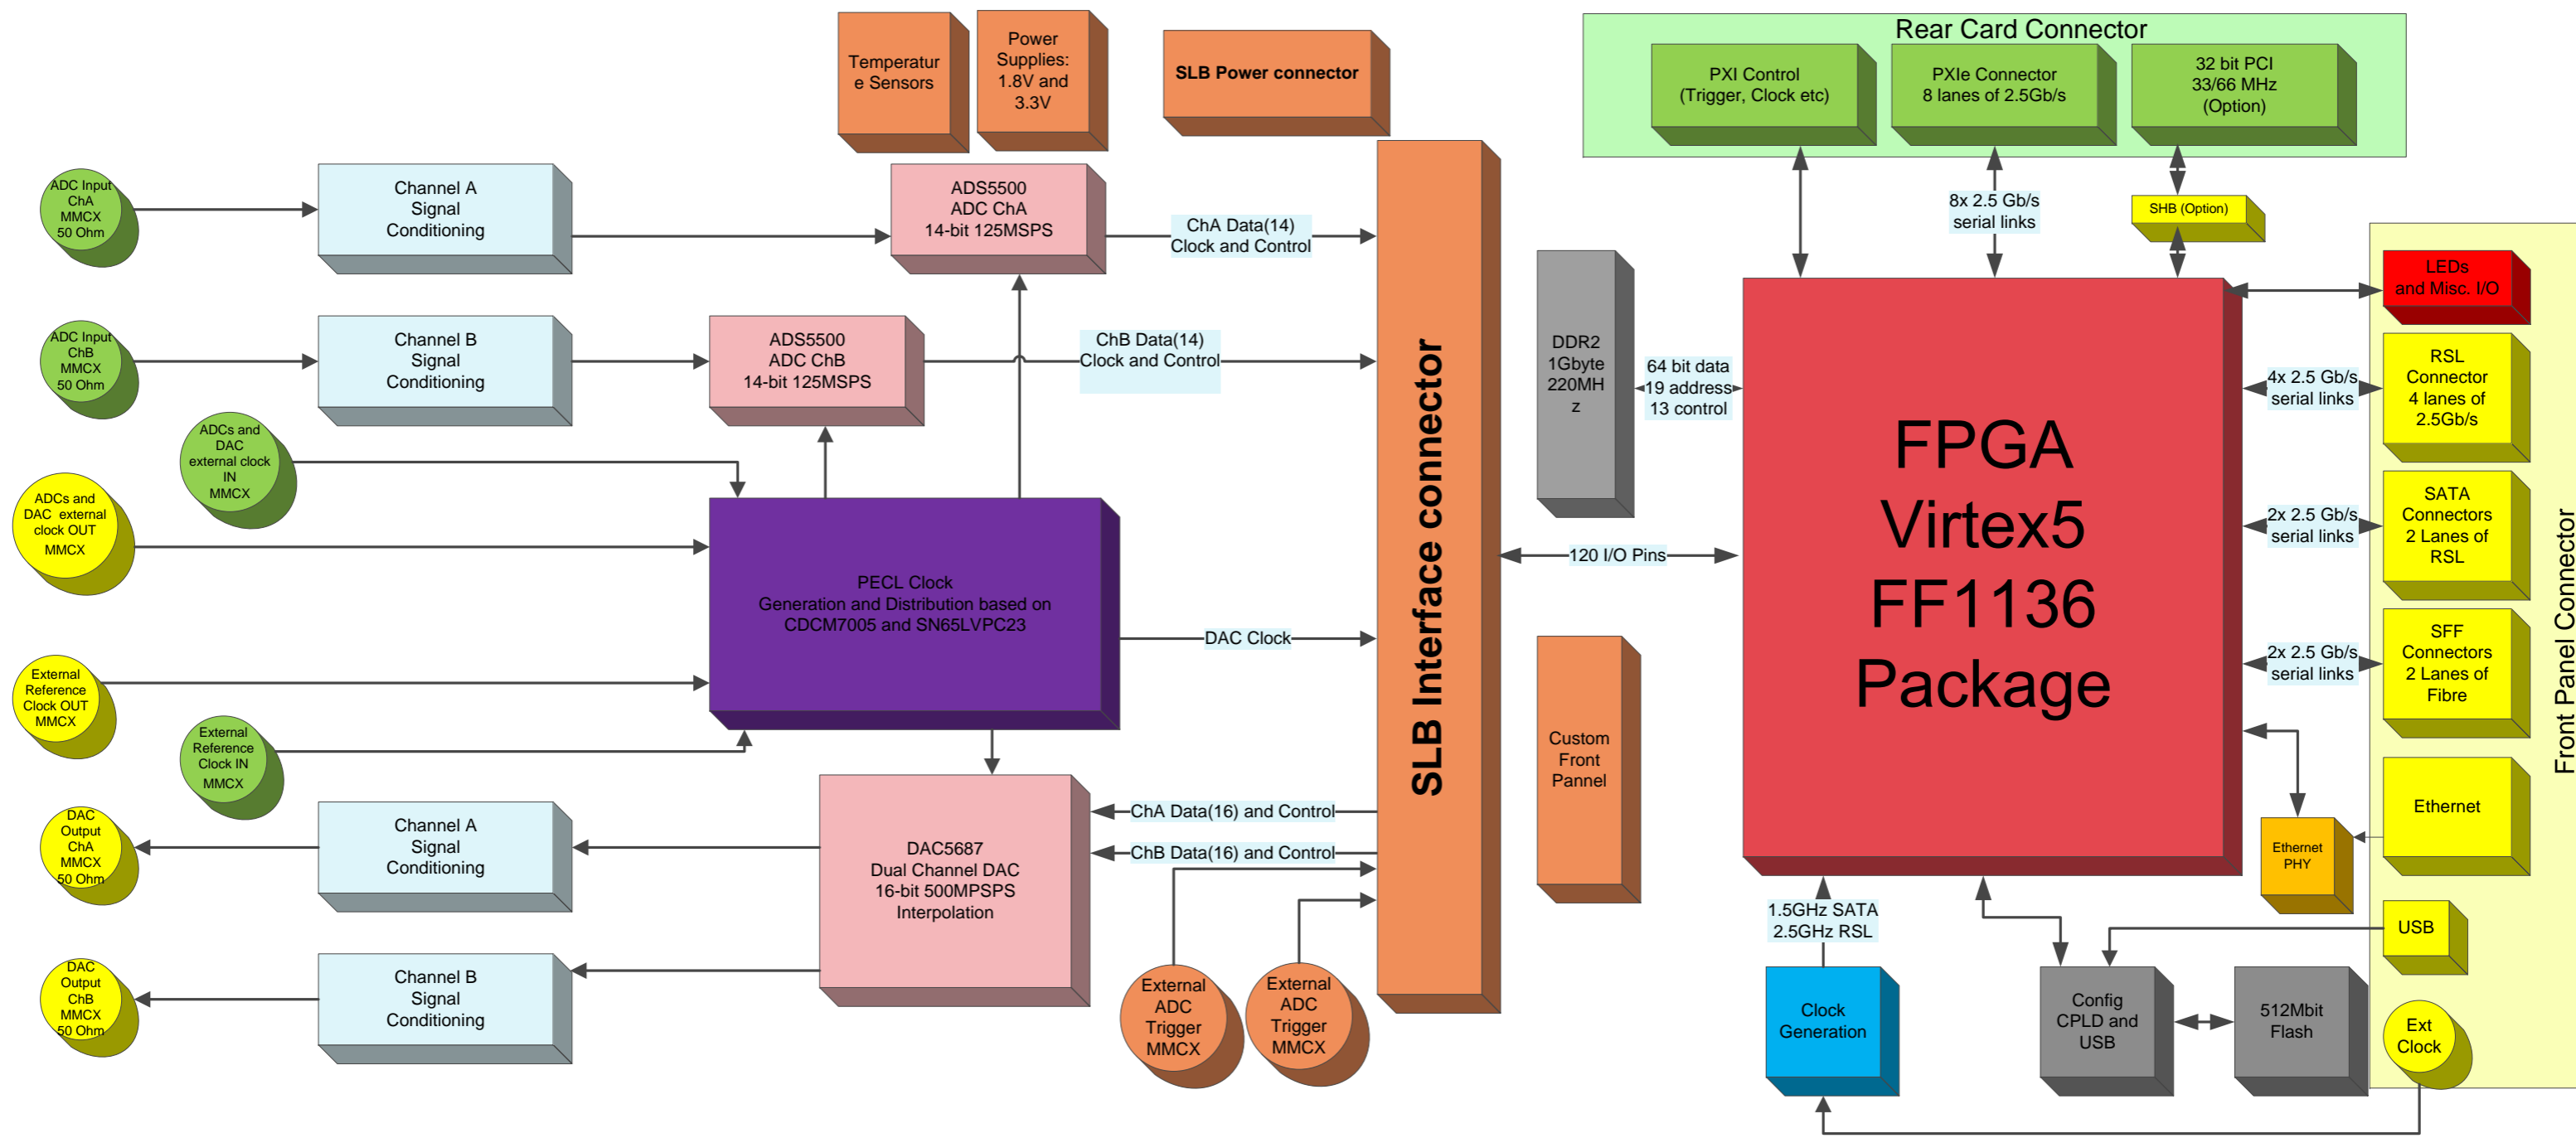 Temperatur
e Sensors
Power
Supplies:
1.8V and
3.3V
SLB Power connector
Rear Card Connector
PXI Control
(Trigger, Clock etc)
PXIe Connector
8 lanes of 2.5Gb/s
32 bit PCI
33/66 MHz
(Option)
ADC Input
ChA
MMCX
50 Ohm
Channel A
Signal
Conditioning
ADS5500
ADC ChA
14-bit 125MSPS
ChA Data(14)
Clock and Control
8x 2.5 Gb/s
serial links
SHB (Option)
ADC Input
ChB
MMCX
50 Ohm
Channel B
Signal
Conditioning
ADS5500
ADC ChB
14-bit 125MSPS
ChB Data(14)
Clock and Control
SLB Interface connector
DDR2
1Gbyte
220MH
z
64 bit data
19 address
13 control
FPGA
Virtex5
FF1136
Package
Front Panel Connector
LEDs
and Misc. I/O
4x 2.5 Gb/s
serial links
RSL
Connector
4 lanes of
2.5Gb/s
ADCs and
DAC
external clock
IN
MMCX
ADCs and
DAC  external
clock OUT
MMCX
PECL Clock
Generation and Distribution based on
CDCM7005 and SN65LVPC23
120 I/O Pins
2x 2.5 Gb/s
serial links
SATA
Connectors
2 Lanes of
RSL
DAC Clock
External
Reference
Clock OUT
MMCX
External
Reference
Clock IN
MMCX
Custom
Front
Pannel
2x 2.5 Gb/s
serial links
SFF
Connectors
2 Lanes of
Fibre
DAC
Output
ChA
MMCX
50 Ohm
Channel A
Signal
Conditioning
DAC5687
Dual Channel DAC
16-bit 500MPSPS
Interpolation
ChA Data(16) and Control
ChB Data(16) and Control
Ethernet
Ethernet
PHY
1.5GHz SATA
2.5GHz RSL
USB
DAC
Output
ChB
MMCX
50 Ohm
Channel B
Signal
Conditioning
External
ADC
Trigger
MMCX
External
ADC
Trigger
MMCX
Clock
Generation
Config
CPLD and
USB
512Mbit
Flash
Ext
Clock